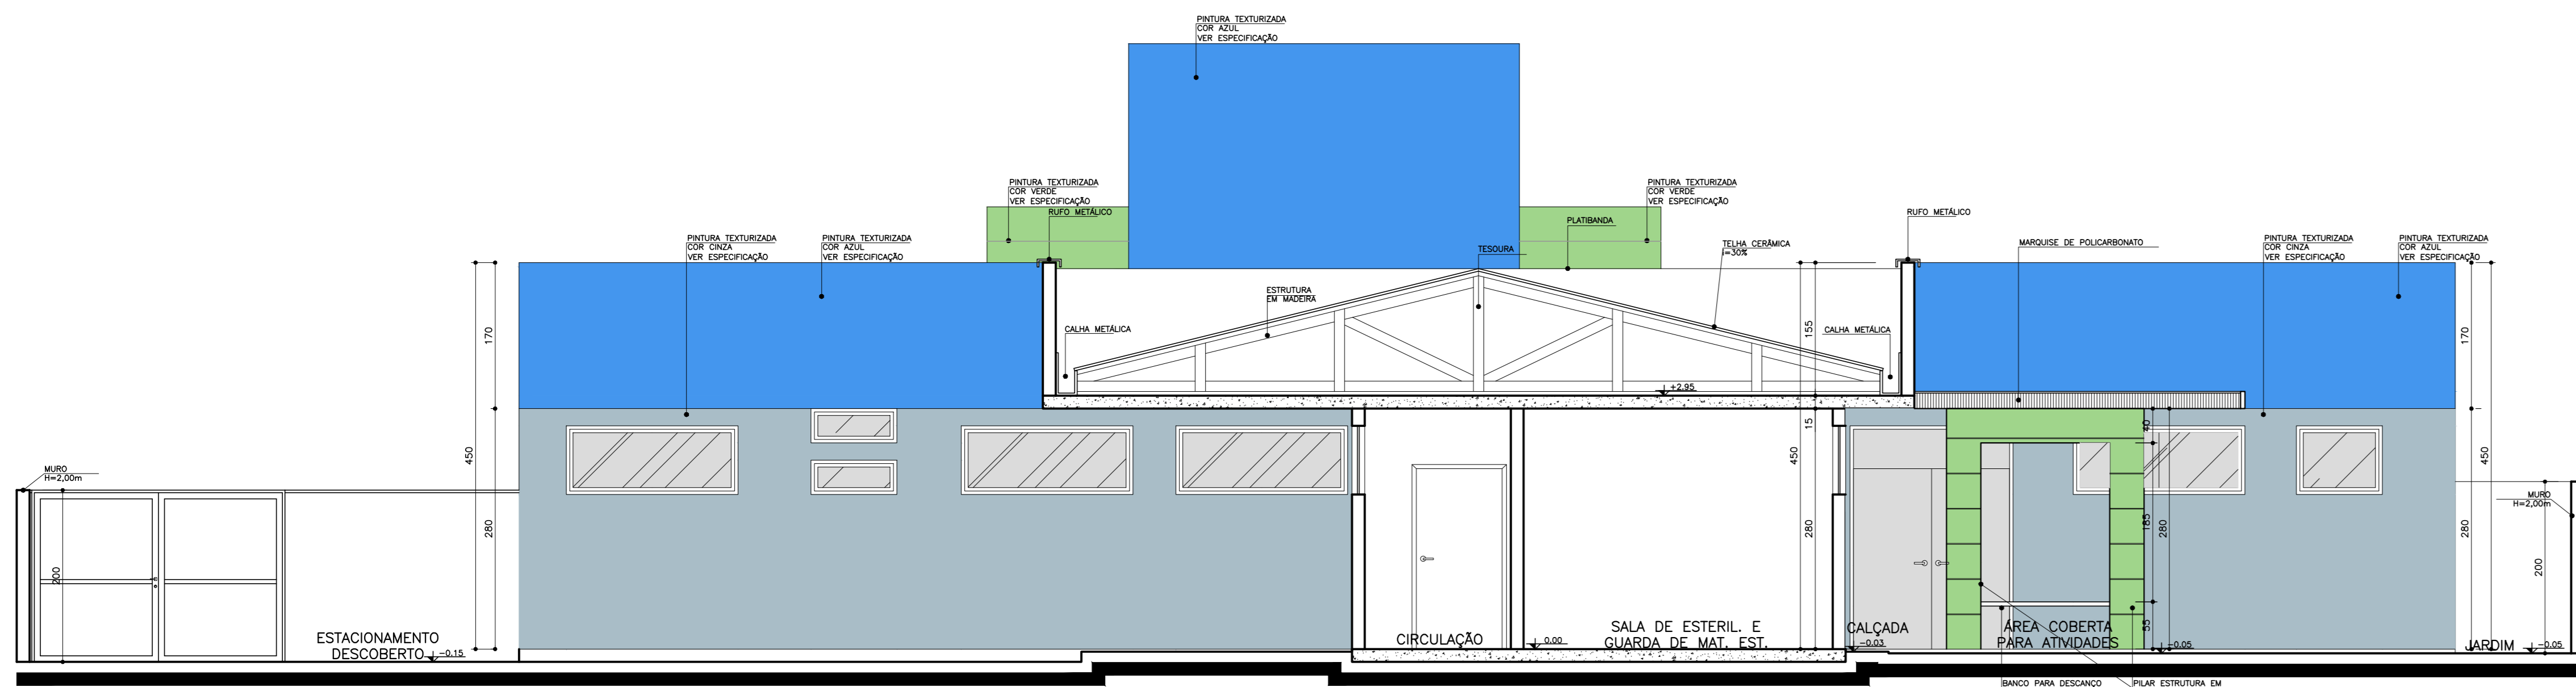 PINTURA TEXTURIZADA
COR AZUL
VER ESPECIFICAÇÃO
PINTURA TEXTURIZADA
COR VERDE
VER ESPECIFICAÇÃO
RUFO METÁLICO
PINTURA TEXTURIZADA
COR VERDE
VER ESPECIFICAÇÃO
PLATIBANDA
RUFO METÁLICO
PINTURA TEXTURIZADA
COR CINZA
VER ESPECIFICAÇÃO
PINTURA TEXTURIZADA
COR AZUL
VER ESPECIFICAÇÃO
TESOURA
TELHA CERÂMICA
i=30%
MARQUISE DE POLICARBONATO
PINTURA TEXTURIZADA
COR CINZA
VER ESPECIFICAÇÃO
PINTURA TEXTURIZADA
COR AZUL
VER ESPECIFICAÇÃO
ESTRUTURA
EM MADEIRA
CALHA METÁLICA
CALHA METÁLICA
170
155
170
+2.95
450
15
450
40
450
MURO
H=2,00m
MURO
H=2,00m
280
280
185
280
280
200
200
55
ESTACIONAMENTO
DESCOBERTO
-0.15
CIRCULAÇÃO
0.00
SALA DE ESTERIL. E
GUARDA DE MAT. EST.
CALÇADA
-0.03
ÁREA COBERTA
PARA ATIVIDADES
-0.05
JARDIM
-0.05
BANCO PARA DESCANÇO
PILAR ESTRUTURA EM